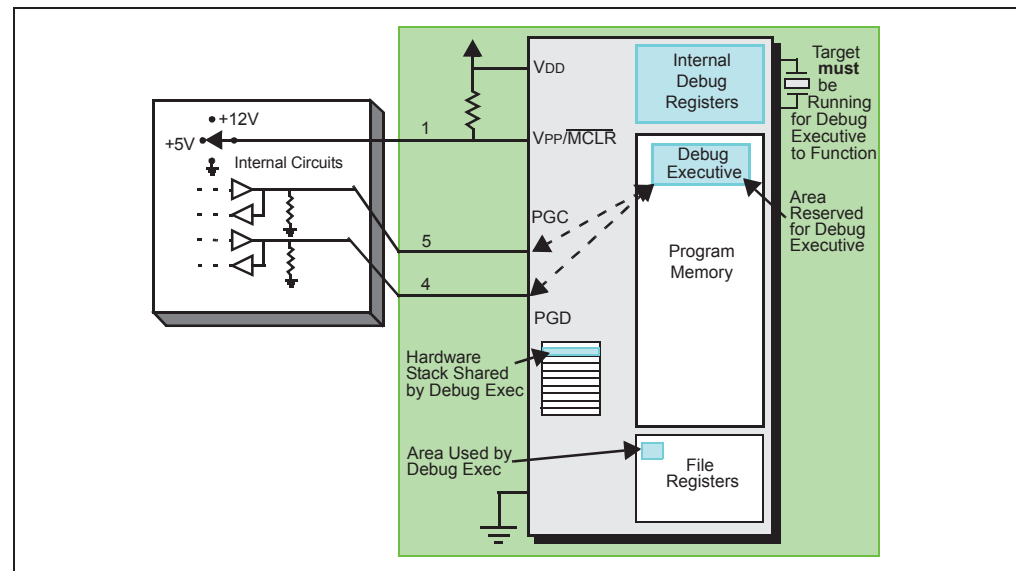 +12V
+5V
Internal Circuits
1
5
4
VDD
VPP/MCLR
PGC
PGD
Internal
Debug
Registers
Target
must
be
Running
for Debug
Executive
to Function
Debug
Executive
Area
Reserved
for Debug
Executive
Program
Memory
Hardware
Stack Shared
by Debug Exec
Area Used by
Debug Exec
File
Registers